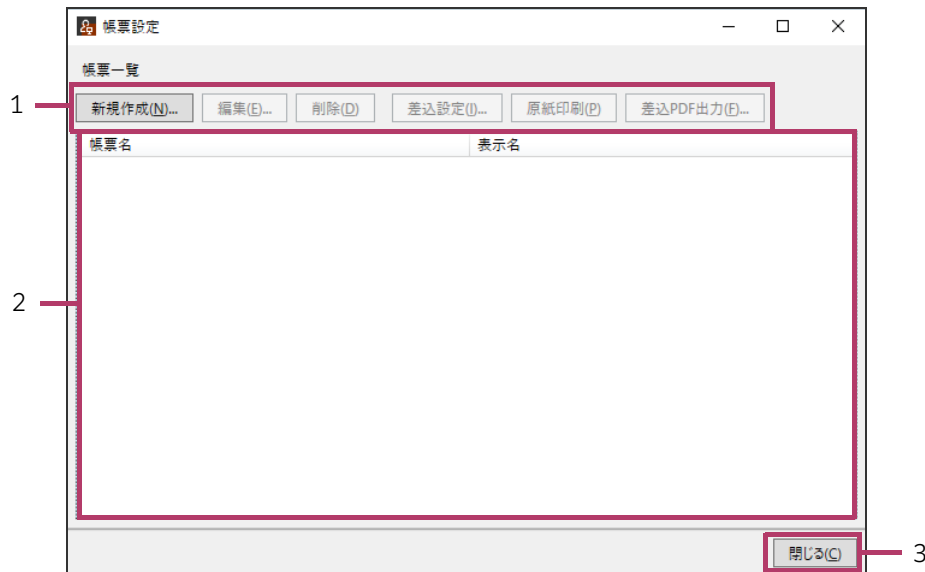 帳票設定
帳票一覧
1
新規作成(N)... 編集(E)... 削除(D) 差込設定(I)... 原紙印刷(P) 差込PDF出力(F)...
帳票名 表示名
2
閉じる(C)
3